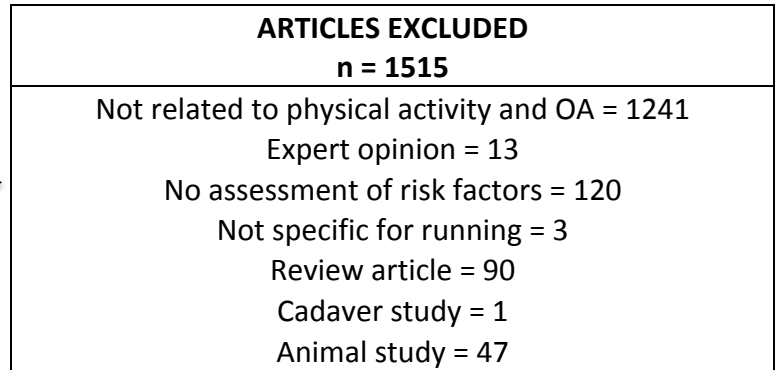 ARTICLES EXCLUDED
n = 1515
Not related to physical activity and OA = 1241
Expert opinion = 13
No assessment of risk factors = 120
Not specific for running = 3
Review article = 90
Cadaver study = 1
Animal study = 47